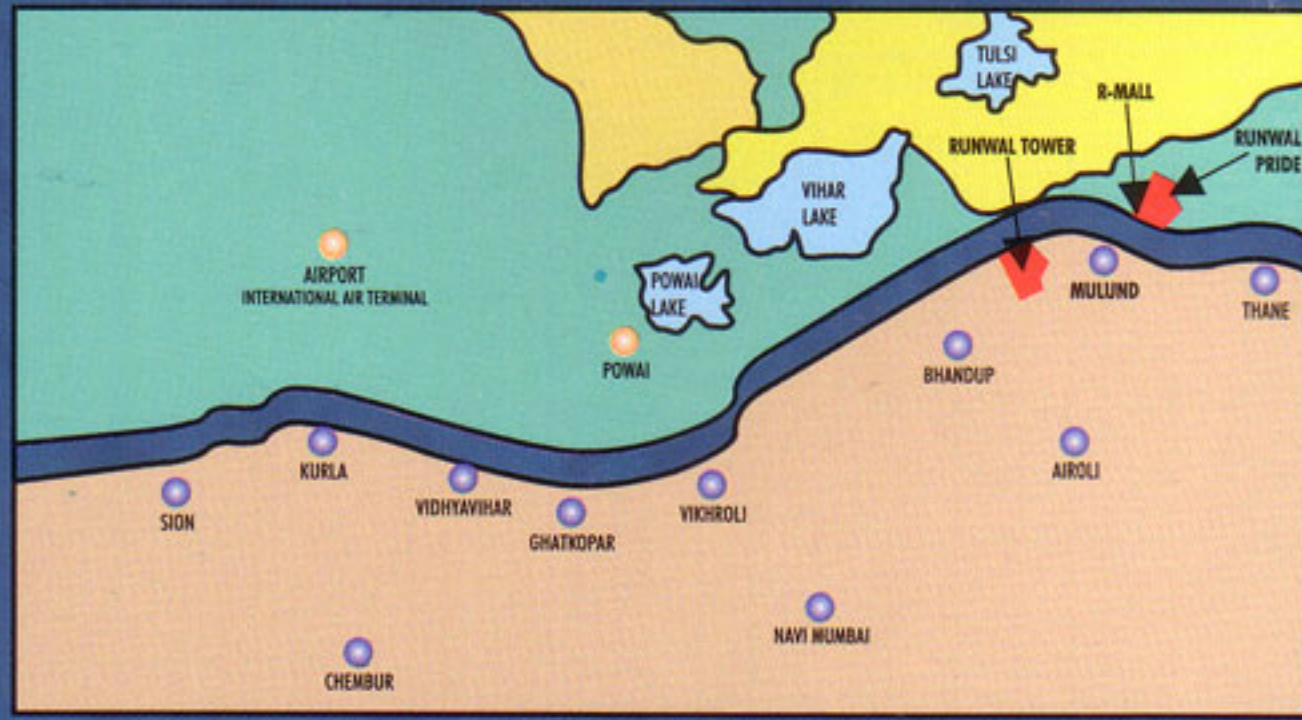 TULSI
LAKE
R-MALL
RUNWAL TOWER
RUNWAL
PRIDE
VIHAR
LAKE
AIRPORT
INTERNATIONAL AIR TERMINAL
POWAI
LAKE
MULUND
THANE
POWAI
BHANDUP
KURLA
AIROLI
SION
VIDHYAVIHAR
VIKHROLI
GHATKOPAR
NAVI MUMBAI
CHEMBUR